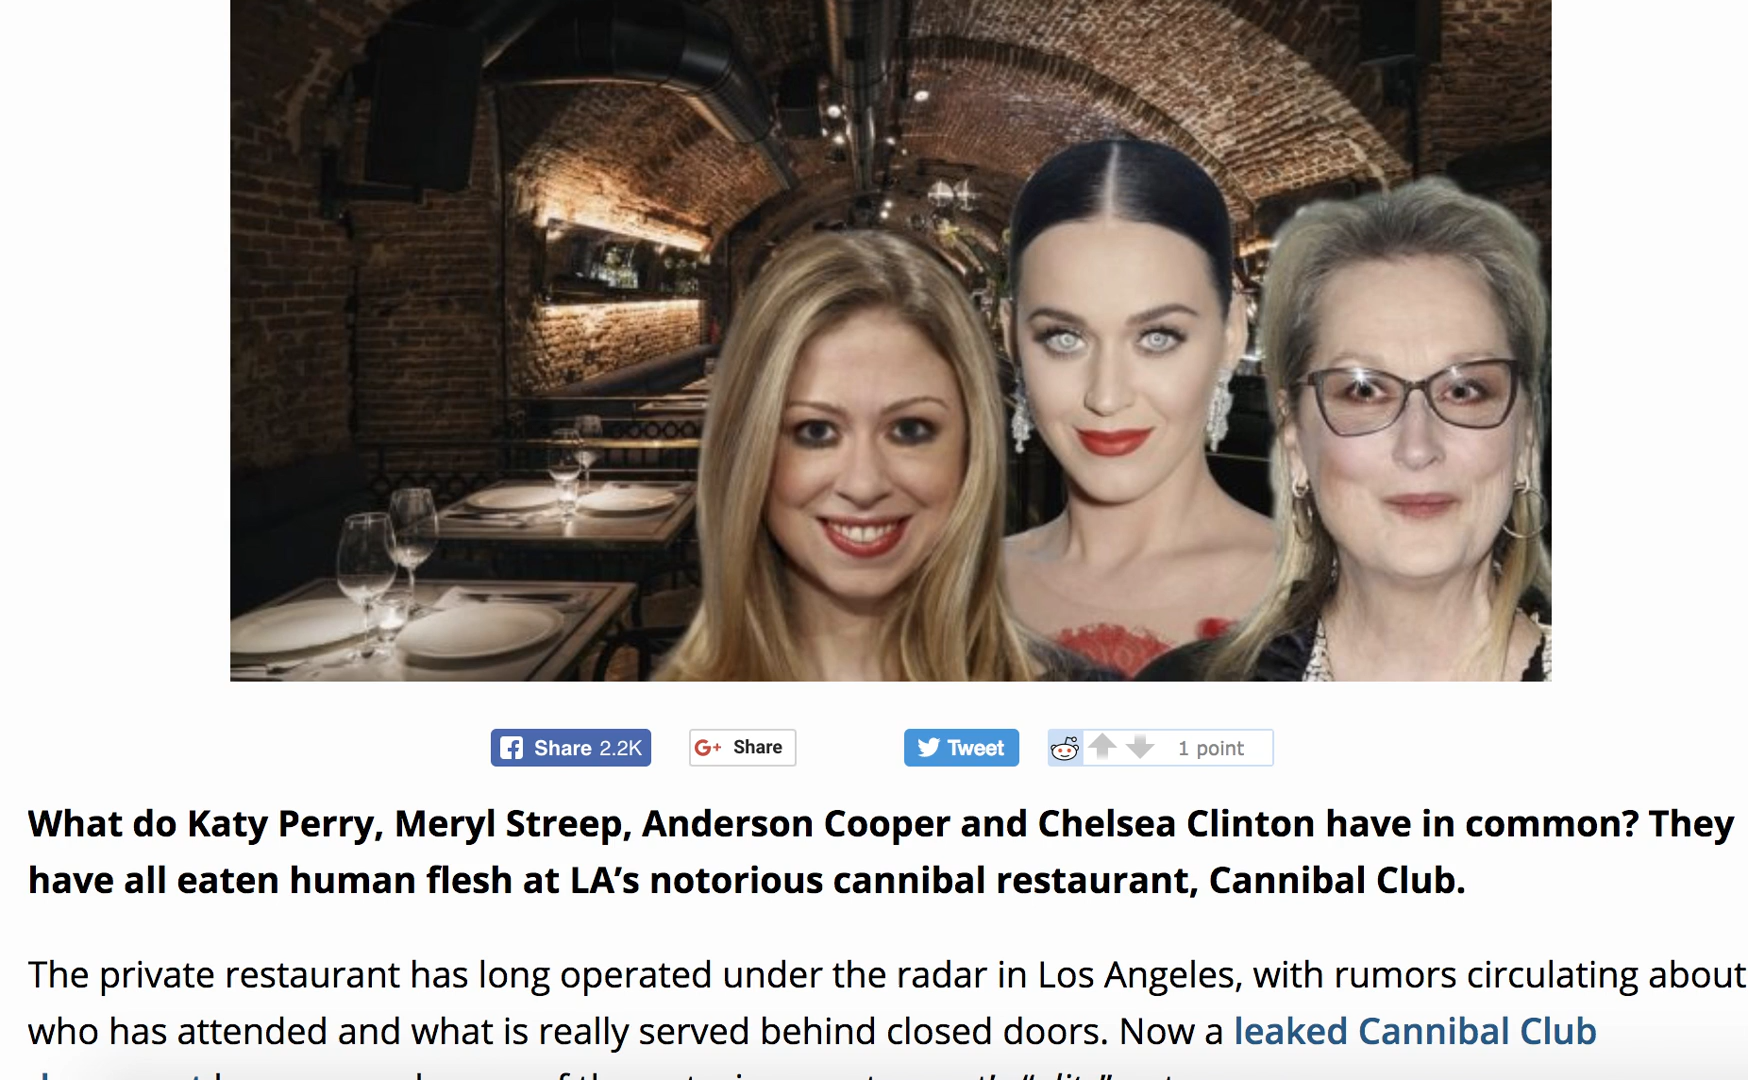 Share 2.2K
G+ Share
Tweet
1 point
What do Katy Perry, Meryl Streep, Anderson Cooper and Chelsea Clinton have in common? They
have all eaten human flesh at LA’s notorious cannibal restaurant, Cannibal Club.
The private restaurant has long operated under the radar in Los Angeles, with rumors circulating about
who has attended and what is really served behind closed doors. Now a leaked Cannibal Club